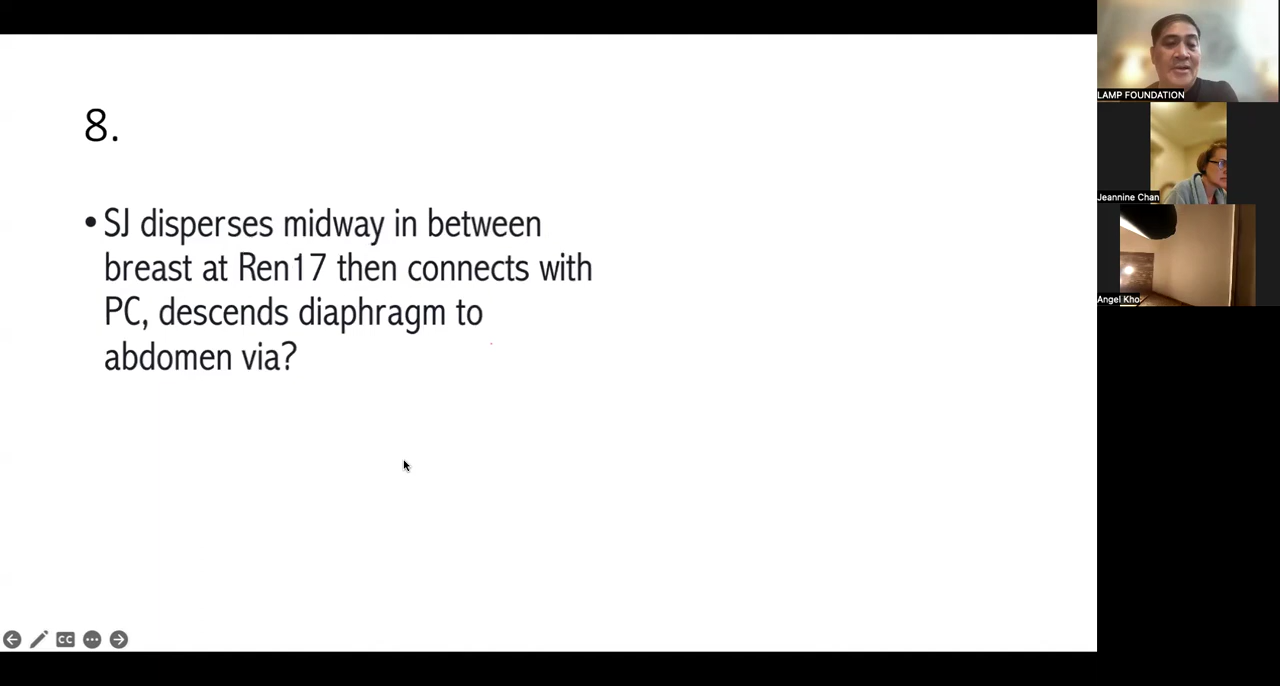 8.
• SJ disperses midway in between
breast at Ren17 then connects with
PC, descends diaphragm to
abdomen via?
LAMP FOUNDATION
Jeannine Chan
Angel Kho
CC